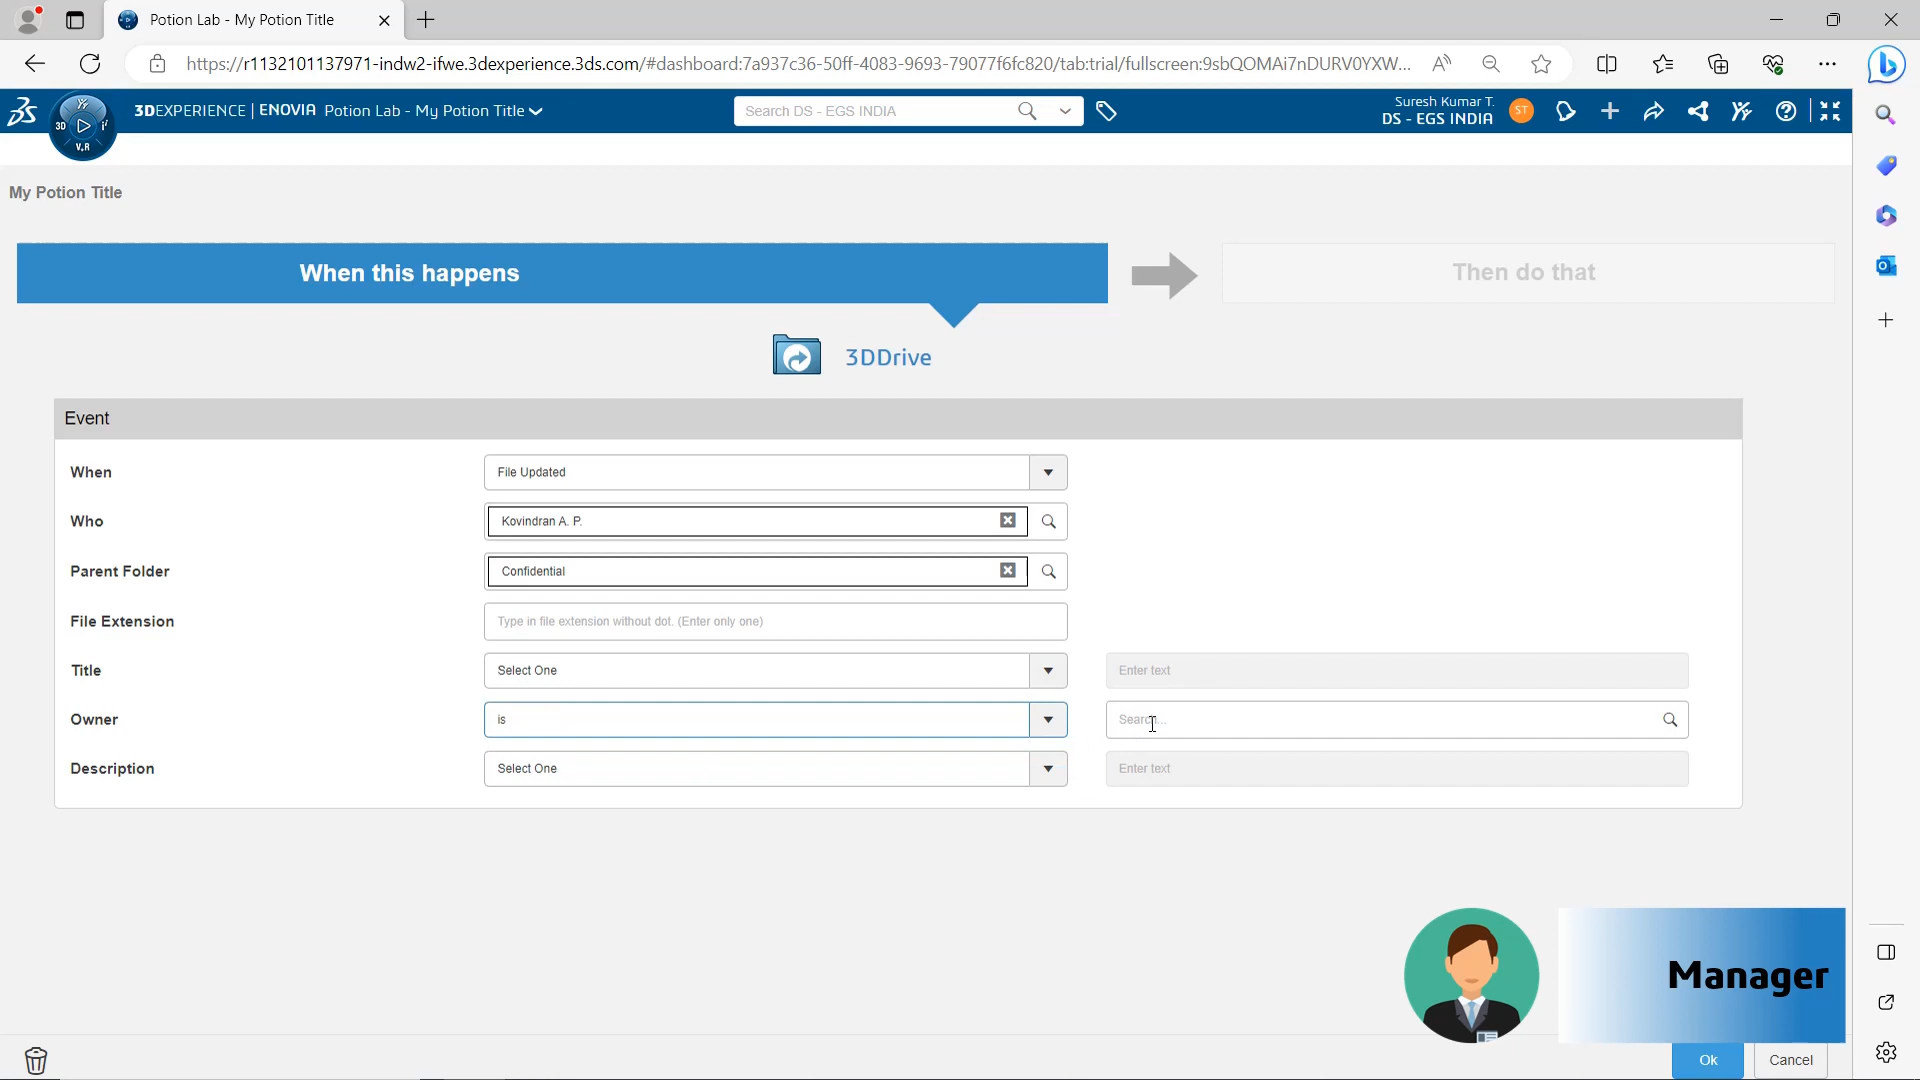 Potion Lab - My Potion Title
https://r1132101137971-indw2-ifwe.3dexperience.3ds.com/#dashboard:7a937c36-50ff-4083-9693-79077f6fc820/tab:trial/fullscreen:9sbQOMAi7nDURV0YXW...
3D
V.R
3DEXPERIENCE | ENOVIA Potion Lab - My Potion Title
Search DS - EGS INDIA
Suresh Kumar T.
DS - EGS INDIA
ST
My Potion Title
When this happens
Then do that
3DDrive
Event
When
File Updated
Who
Kovindran A. P.
Parent Folder
Confidential
File Extension
Type in file extension without dot. (Enter only one)
Title
Select One
Enter text
Owner
is
Search...
Description
Select One
Enter text
Manager
Ok
Cancel